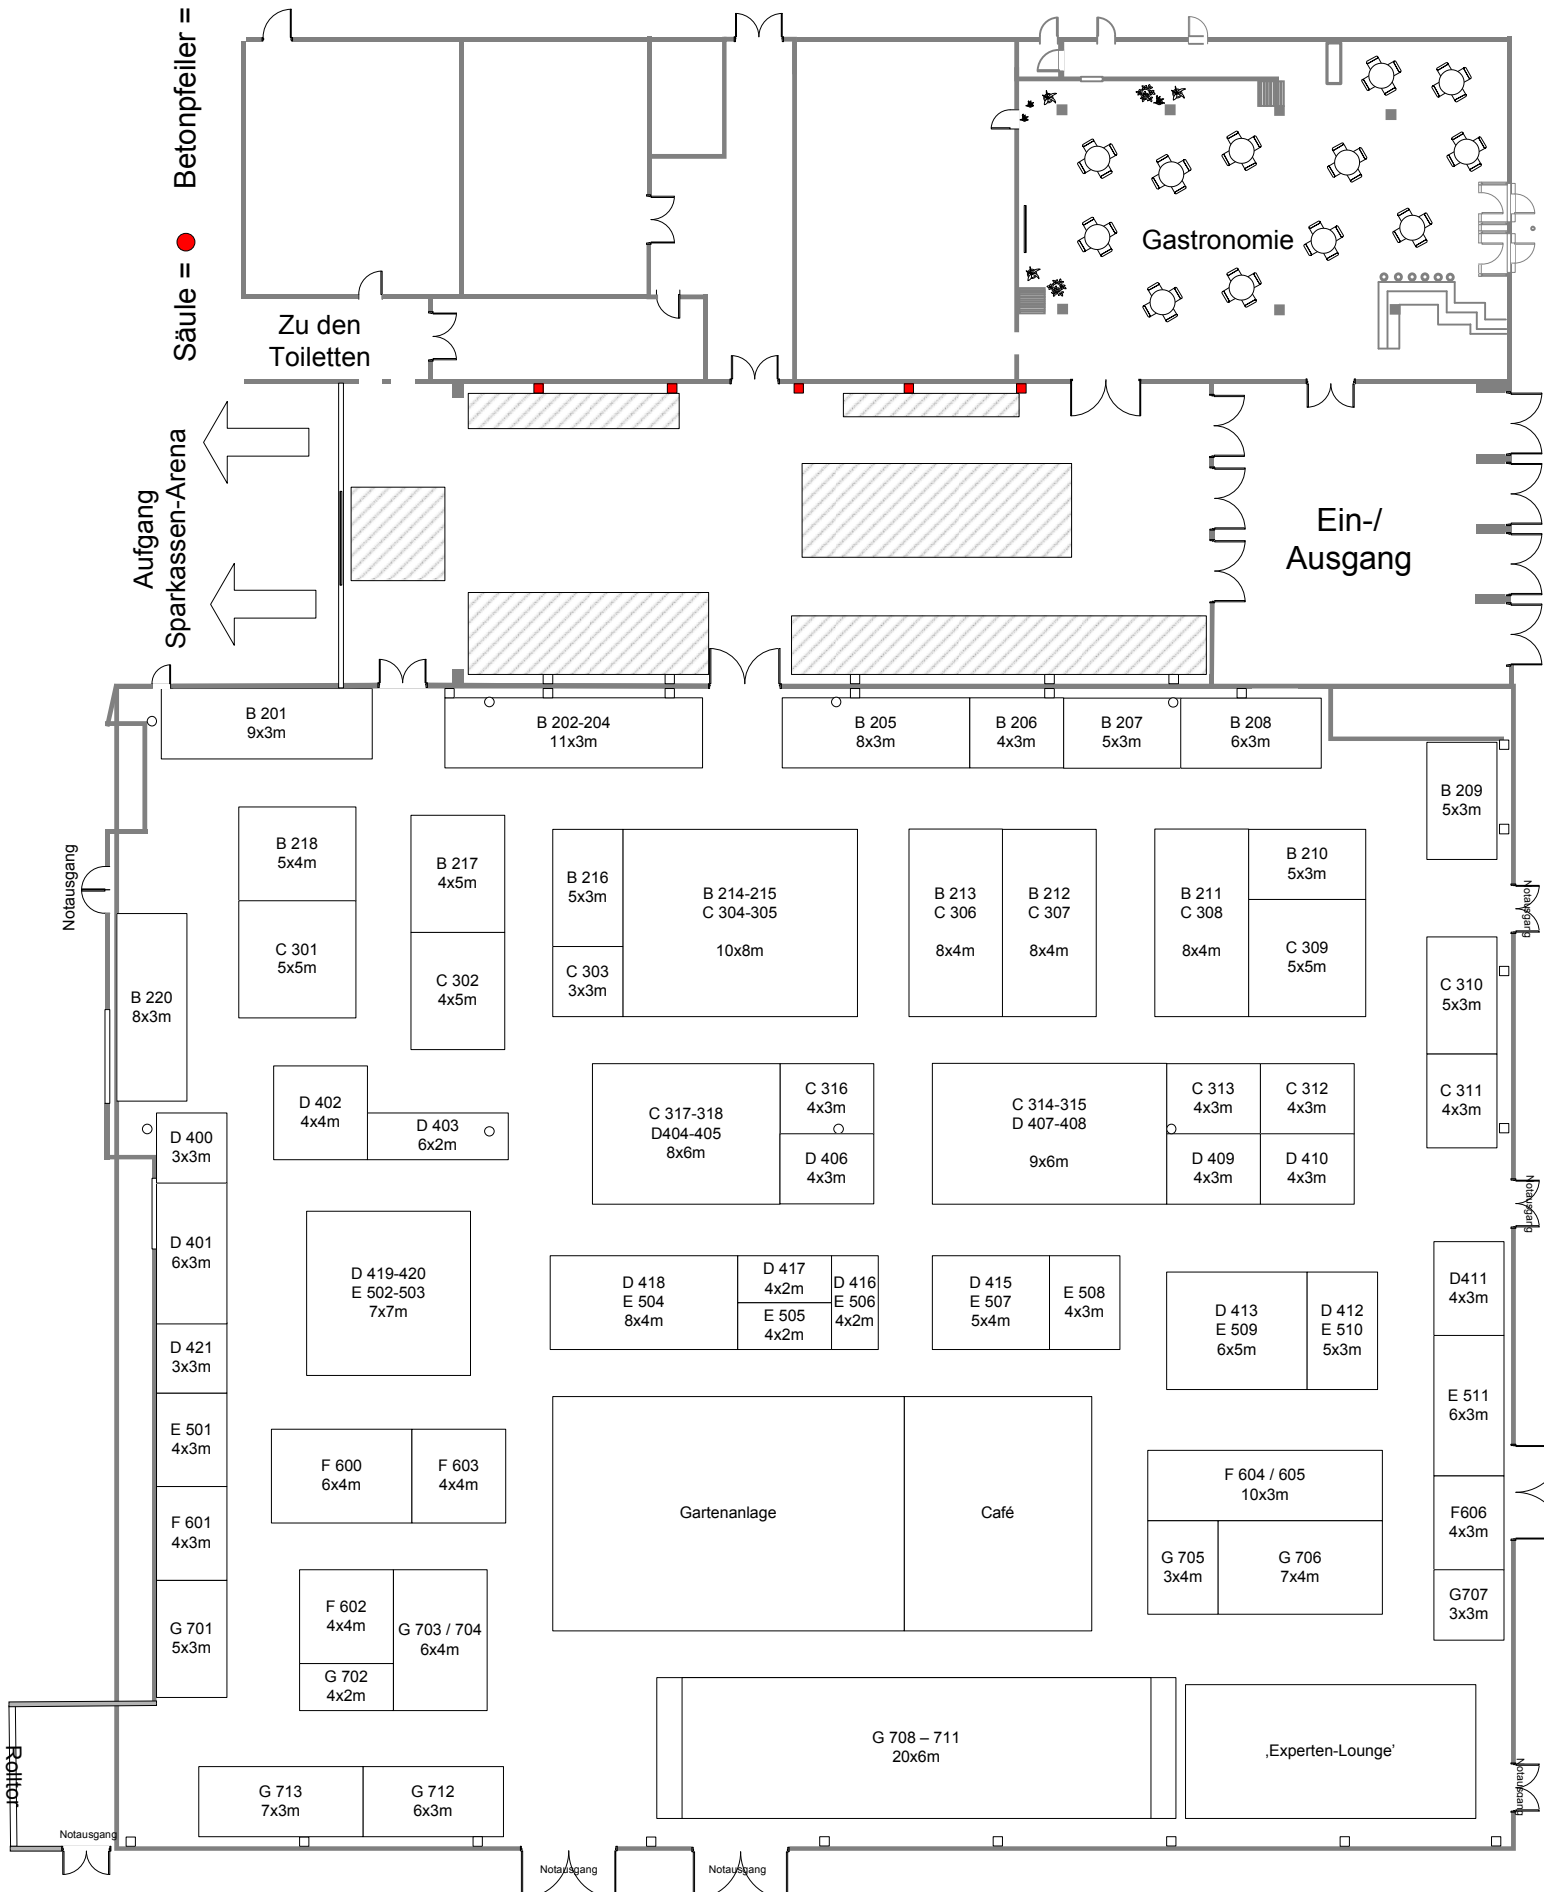 Säule = Betonpfeiler =
Gastronomie
Zu den
Toiletten
Aufgang
Sparkassen-Arena
Ein-/
Ausgang
B 201
9x3m
B 202-204
11x3m
B 205
8x3m
B 206
4x3m
B 207
5x3m
B 208
6x3m
B 209
5x3m
B 218
5x4m
B 217
4x5m
B 216
5x3m
B 214-215
C 304-305
10x8m
B 213
C 306
8x4m
B 212
C 307
8x4m
B 211
C 308
8x4m
B 210
5x3m
Notausgang
Notausgang
C 301
5x5m
C 302
4x5m
C 303
3x3m
C 309
5x5m
C 310
5x3m
B 220
8x3m
C 311
4x3m
D 402
4x4m
D 403
6x2m
C 317-318
D404-405
8x6m
C 316
4x3m
D 406
4x3m
C 314-315
D 407-408
9x6m
C 313
4x3m
C 312
4x3m
D 409
4x3m
D 410
4x3m
D 400
3x3m
Notausgang
D 401
6x3m
D 419-420
E 502-503
7x7m
D 418
E 504
8x4m
D 417
4x2m
E 505
4x2m
D 416
E 506
4x2m
D 415
E 507
5x4m
E 508
4x3m
D 413
E 509
6x5m
D 412
E 510
5x3m
D411
4x3m
D 421
3x3m
E 501
4x3m
E 511
6x3m
F 600
6x4m
F 603
4x4m
Gartenanlage
Café
F 604 / 605
10x3m
F 601
4x3m
F606
4x3m
G 705
3x4m
G 706
7x4m
G707
3x3m
F 602
4x4m
G 703 / 704
6x4m
G 701
5x3m
G 702
4x2m
G 708 – 711
20x6m
‚Experten-Lounge’
Rolltor
G 713
7x3m
G 712
6x3m
Notausgang
Notausgang
Notausgang
Notausgang